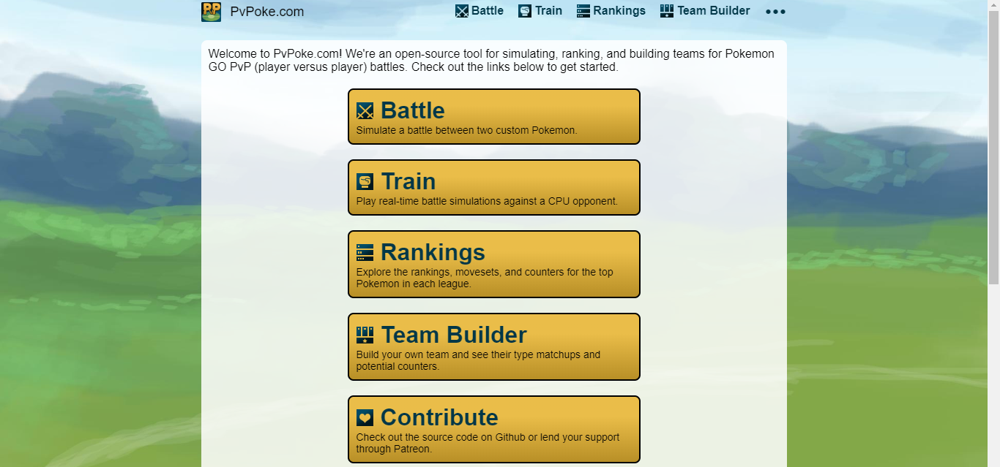 PvPoke.com
Battle
Train
Rankings
Team Builder
Welcome to PvPoke.com! We're an open-source tool for simulating, ranking, and building teams for Pokemon
GO PvP (player versus player) battles. Check out the links below to get started.
Battle
Simulate a battle between two custom Pokemon.
Train
Play real-time battle simulations against a CPU opponent.
Rankings
Explore the rankings, movesets, and counters for the top
Pokemon in each league.
Team Builder
Build your own team and see their type matchups and
potential counters.
Contribute
Check out the source code on Github or lend your support
through Patreon.